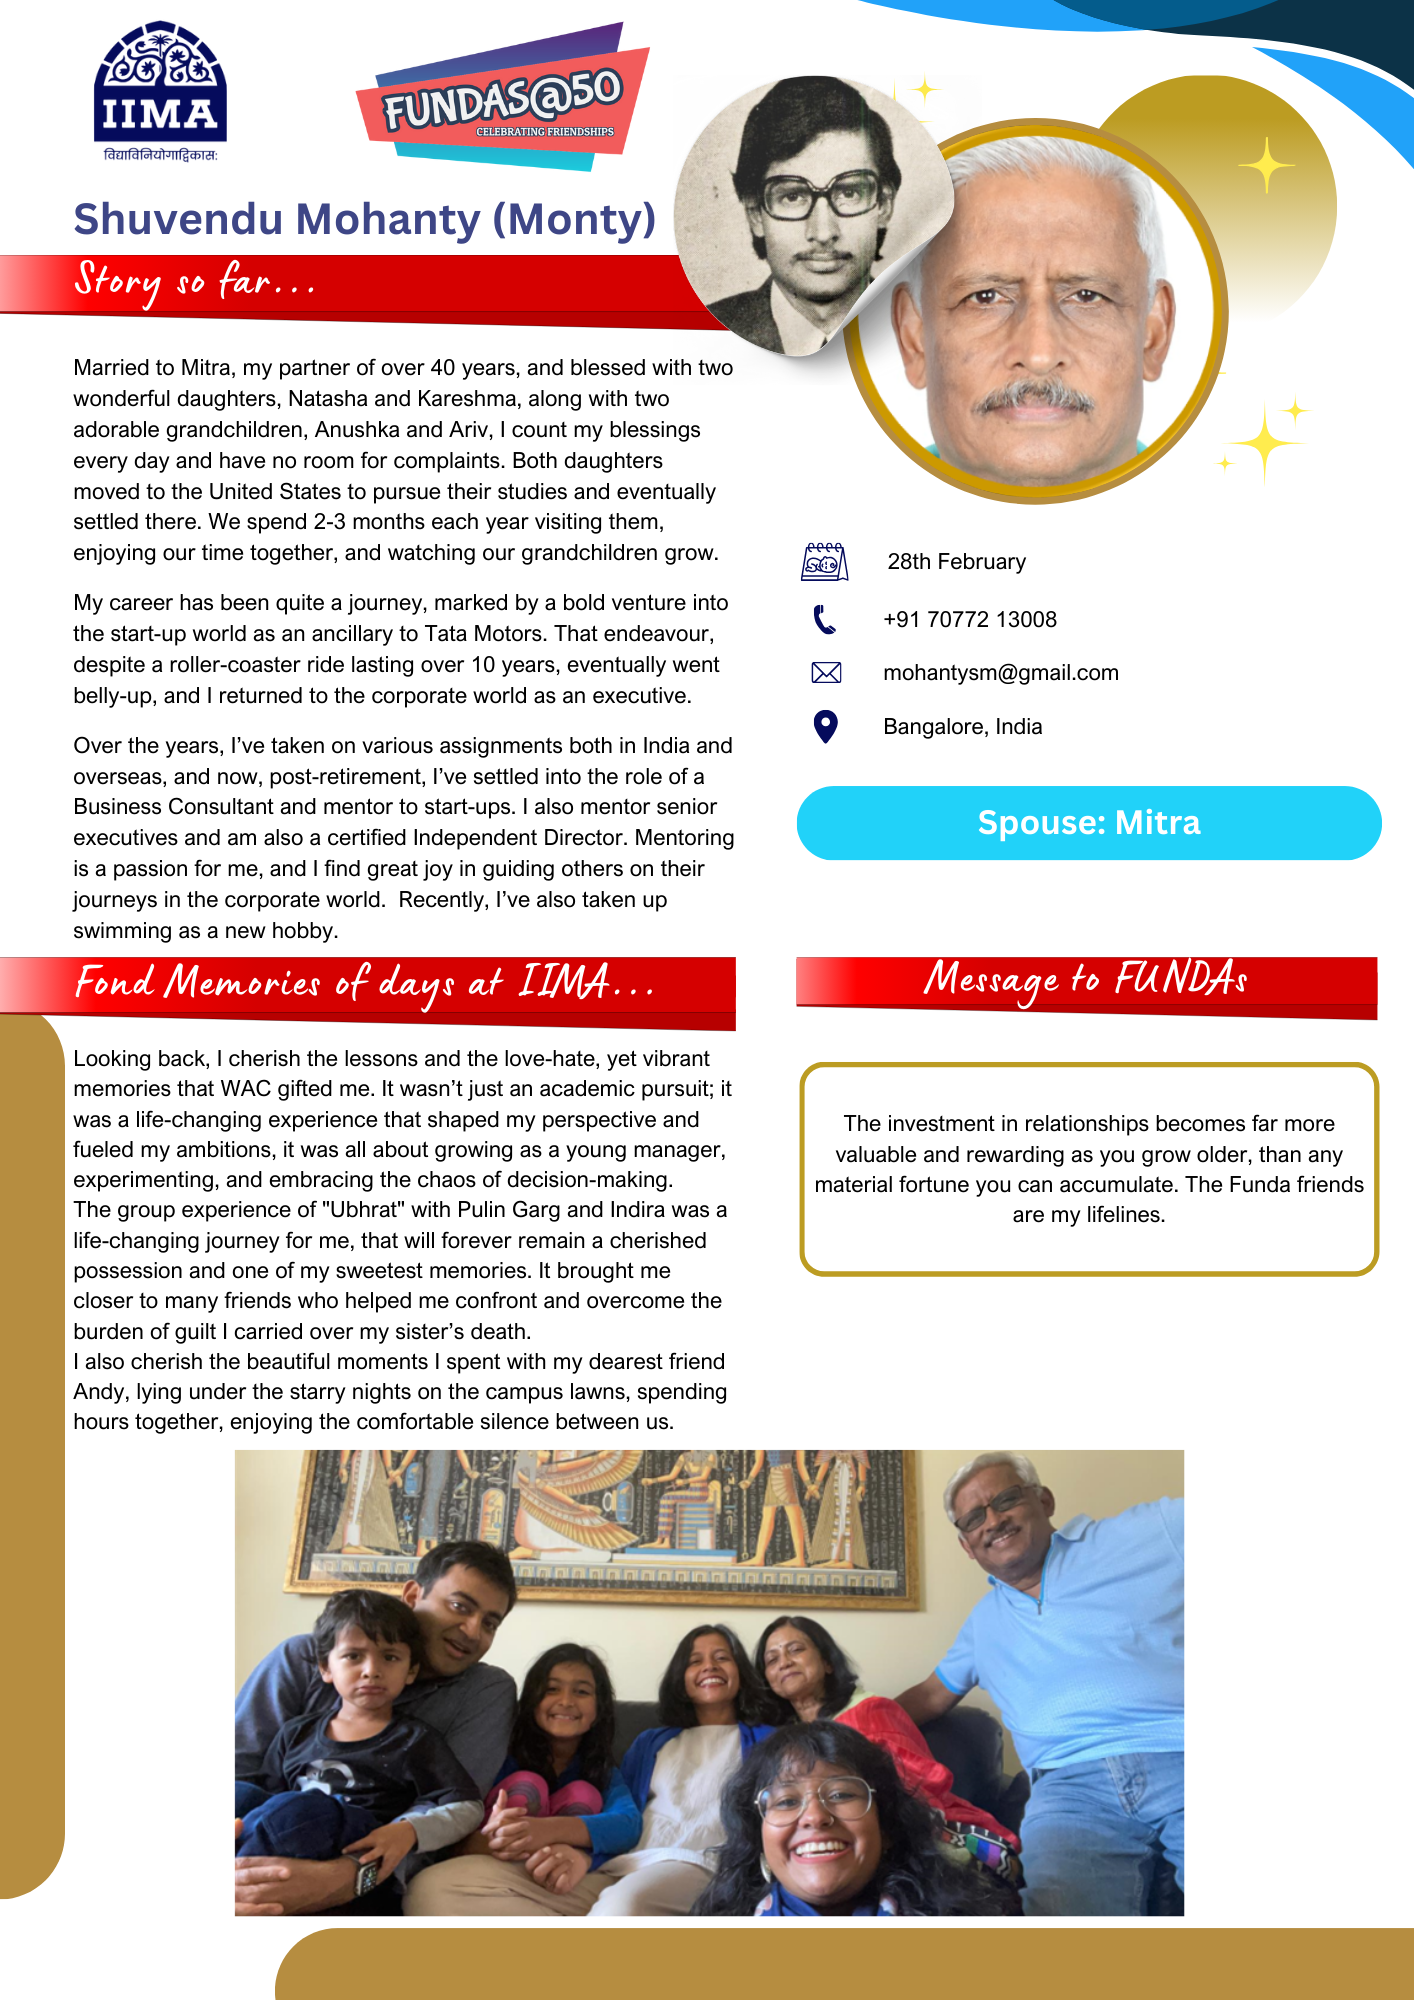 IIMA
विद्याविनियोगाद्विकास:
FUNDAS@50
CELEBRATING FRIENDSHIPS
Shuvendu Mohanty (Monty)
Story so far...
Married to Mitra, my partner of over 40 years, and blessed with two
wonderful daughters, Natasha and Kareshma, along with two
adorable grandchildren, Anushka and Ariv, I count my blessings
every day and have no room for complaints. Both daughters
moved to the United States to pursue their studies and eventually
settled there. We spend 2-3 months each year visiting them,
enjoying our time together, and watching our grandchildren grow.
My career has been quite a journey, marked by a bold venture into
the start-up world as an ancillary to Tata Motors. That endeavour,
despite a roller-coaster ride lasting over 10 years, eventually went
belly-up, and I returned to the corporate world as an executive.
Over the years, I’ve taken on various assignments both in India and
overseas, and now, post-retirement, I’ve settled into the role of a
Business Consultant and mentor to start-ups. I also mentor senior
executives and am also a certified Independent Director. Mentoring
is a passion for me, and I find great joy in guiding others on their
journeys in the corporate world.  Recently, I’ve also taken up
swimming as a new hobby.
28th February
+91 70772 13008
mohantysm@gmail.com
Bangalore, India
Spouse: Mitra
Fond Memories of days at IIMA...
Looking back, I cherish the lessons and the love-hate, yet vibrant
memories that WAC gifted me. It wasn’t just an academic pursuit; it
was a life-changing experience that shaped my perspective and
fueled my ambitions, it was all about growing as a young manager,
experimenting, and embracing the chaos of decision-making.
The group experience of "Ubhrat" with Pulin Garg and Indira was a
life-changing journey for me, that will forever remain a cherished
possession and one of my sweetest memories. It brought me
closer to many friends who helped me confront and overcome the
burden of guilt I carried over my sister’s death.
I also cherish the beautiful moments I spent with my dearest friend
Andy, lying under the starry nights on the campus lawns, spending
hours together, enjoying the comfortable silence between us.
Message to FUNDAs
The investment in relationships becomes far more
valuable and rewarding as you grow older, than any
material fortune you can accumulate. The Funda friends
are my lifelines.